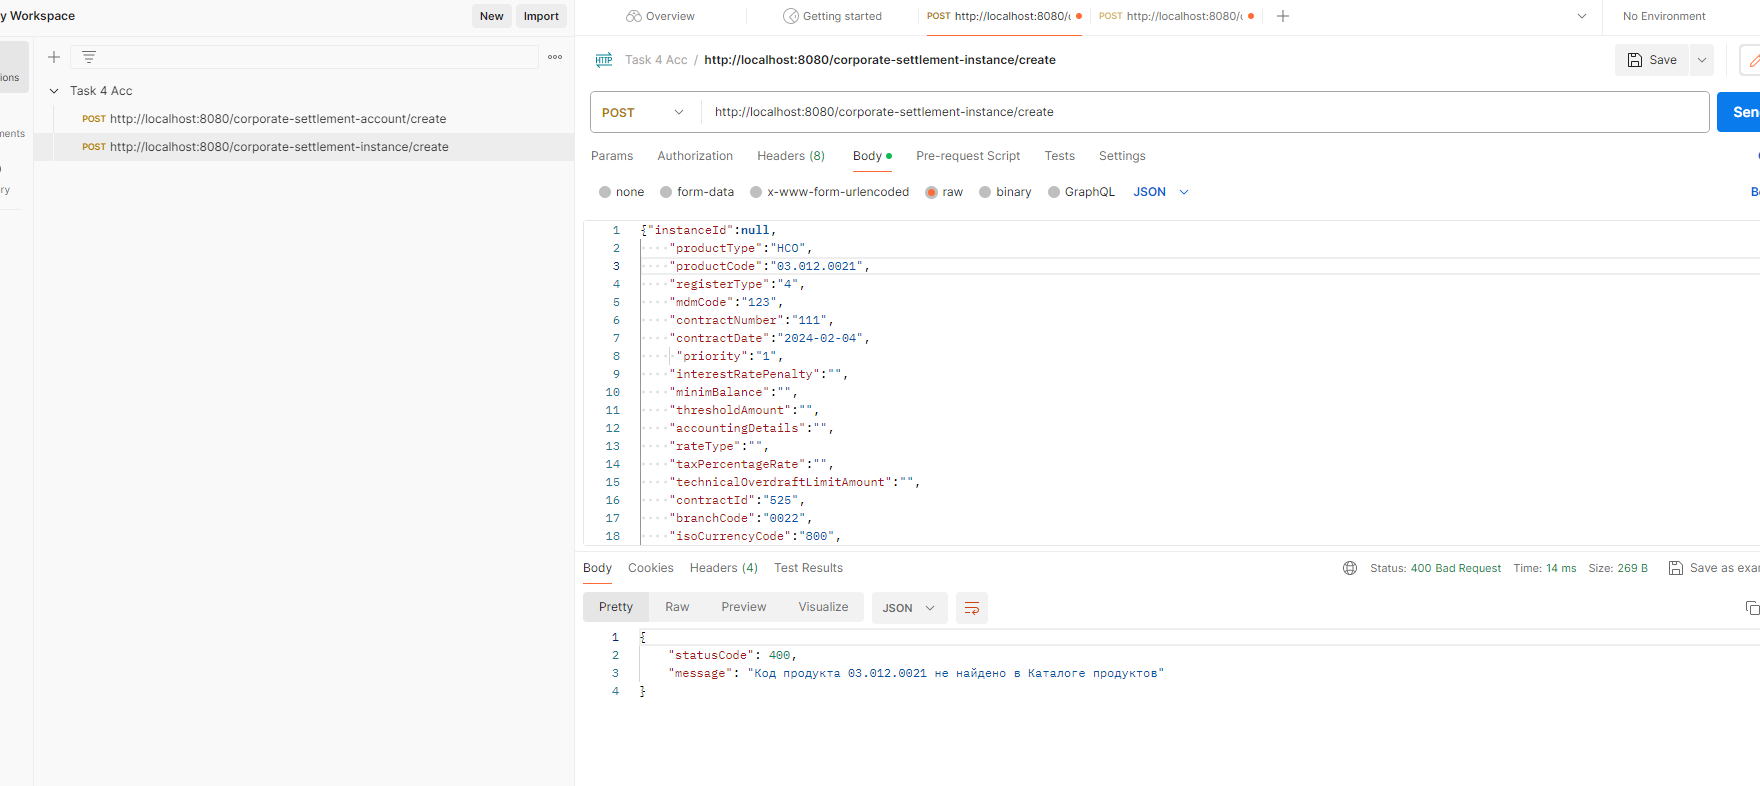 y Workspace
New
Import
Overview
Getting started
POST http://localhost:8080/
POST http://localhost:8080/
No Environment
ions
ments
ry
Task 4 Acc
POST http://localhost:8080/corporate-settlement-account/create
POST http://localhost:8080/corporate-settlement-instance/create
HTTP Task 4 Acc / http://localhost:8080/corporate-settlement-instance/create
Save
POST http://localhost:8080/corporate-settlement-instance/create
Sen
Params Authorization Headers (8) Body Pre-request Script Tests Settings
none form-data x-www-form-urlencoded raw binary GraphQL JSON
1 {"instanceId":null,
2 "productType":"НСО",
3 "productCode":"03.012.0021",
4 "registerType":"4",
5 "mdmCode":"123",
6 "contractNumber":"111",
7 "contractDate":"2024-02-04",
8 "priority":"1",
9 "interestRatePenalty":"",
10 "minimBalance":"",
11 "thresholdAmount":"",
12 "accountingDetails":"",
13 "rateType":"",
14 "taxPercentageRate":"",
15 "technicalOverdraftLimitAmount":"",
16 "contractId":"525",
17 "branchCode":"0022",
18 "isoCurrencyCode":"800",
Body Cookies Headers (4) Test Results
Status: 400 Bad Request Time: 14 ms Size: 269 B Save as exa
Pretty Raw Preview Visualize JSON
1 {
2 "statusCode": 400,
3 "message": "Код продукта 03.012.0021 не найдено в Каталоге продуктов"
4 }